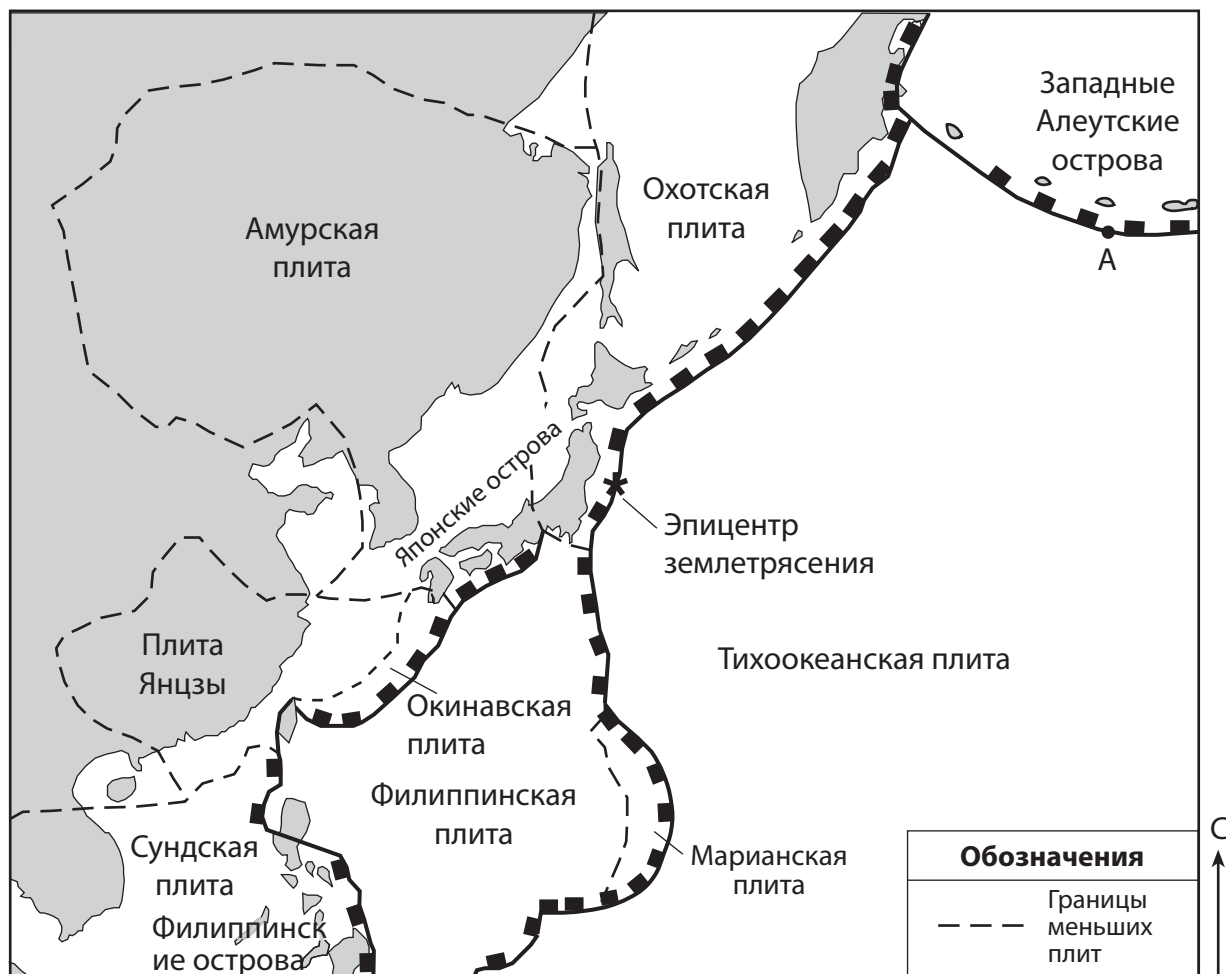 Западные
Алеутские
острова
Охотская
плита
Амурская
плита
А
Японские острова
Эпицентр
землетрясения
Плита
Янцзы
Тихоокеанская плита
Окинавская
плита
Филиппинская
плита
Сундская
плита
Марианская
плита
Филиппинск
ие острова
Обозначения
Границы
меньших
плит
С